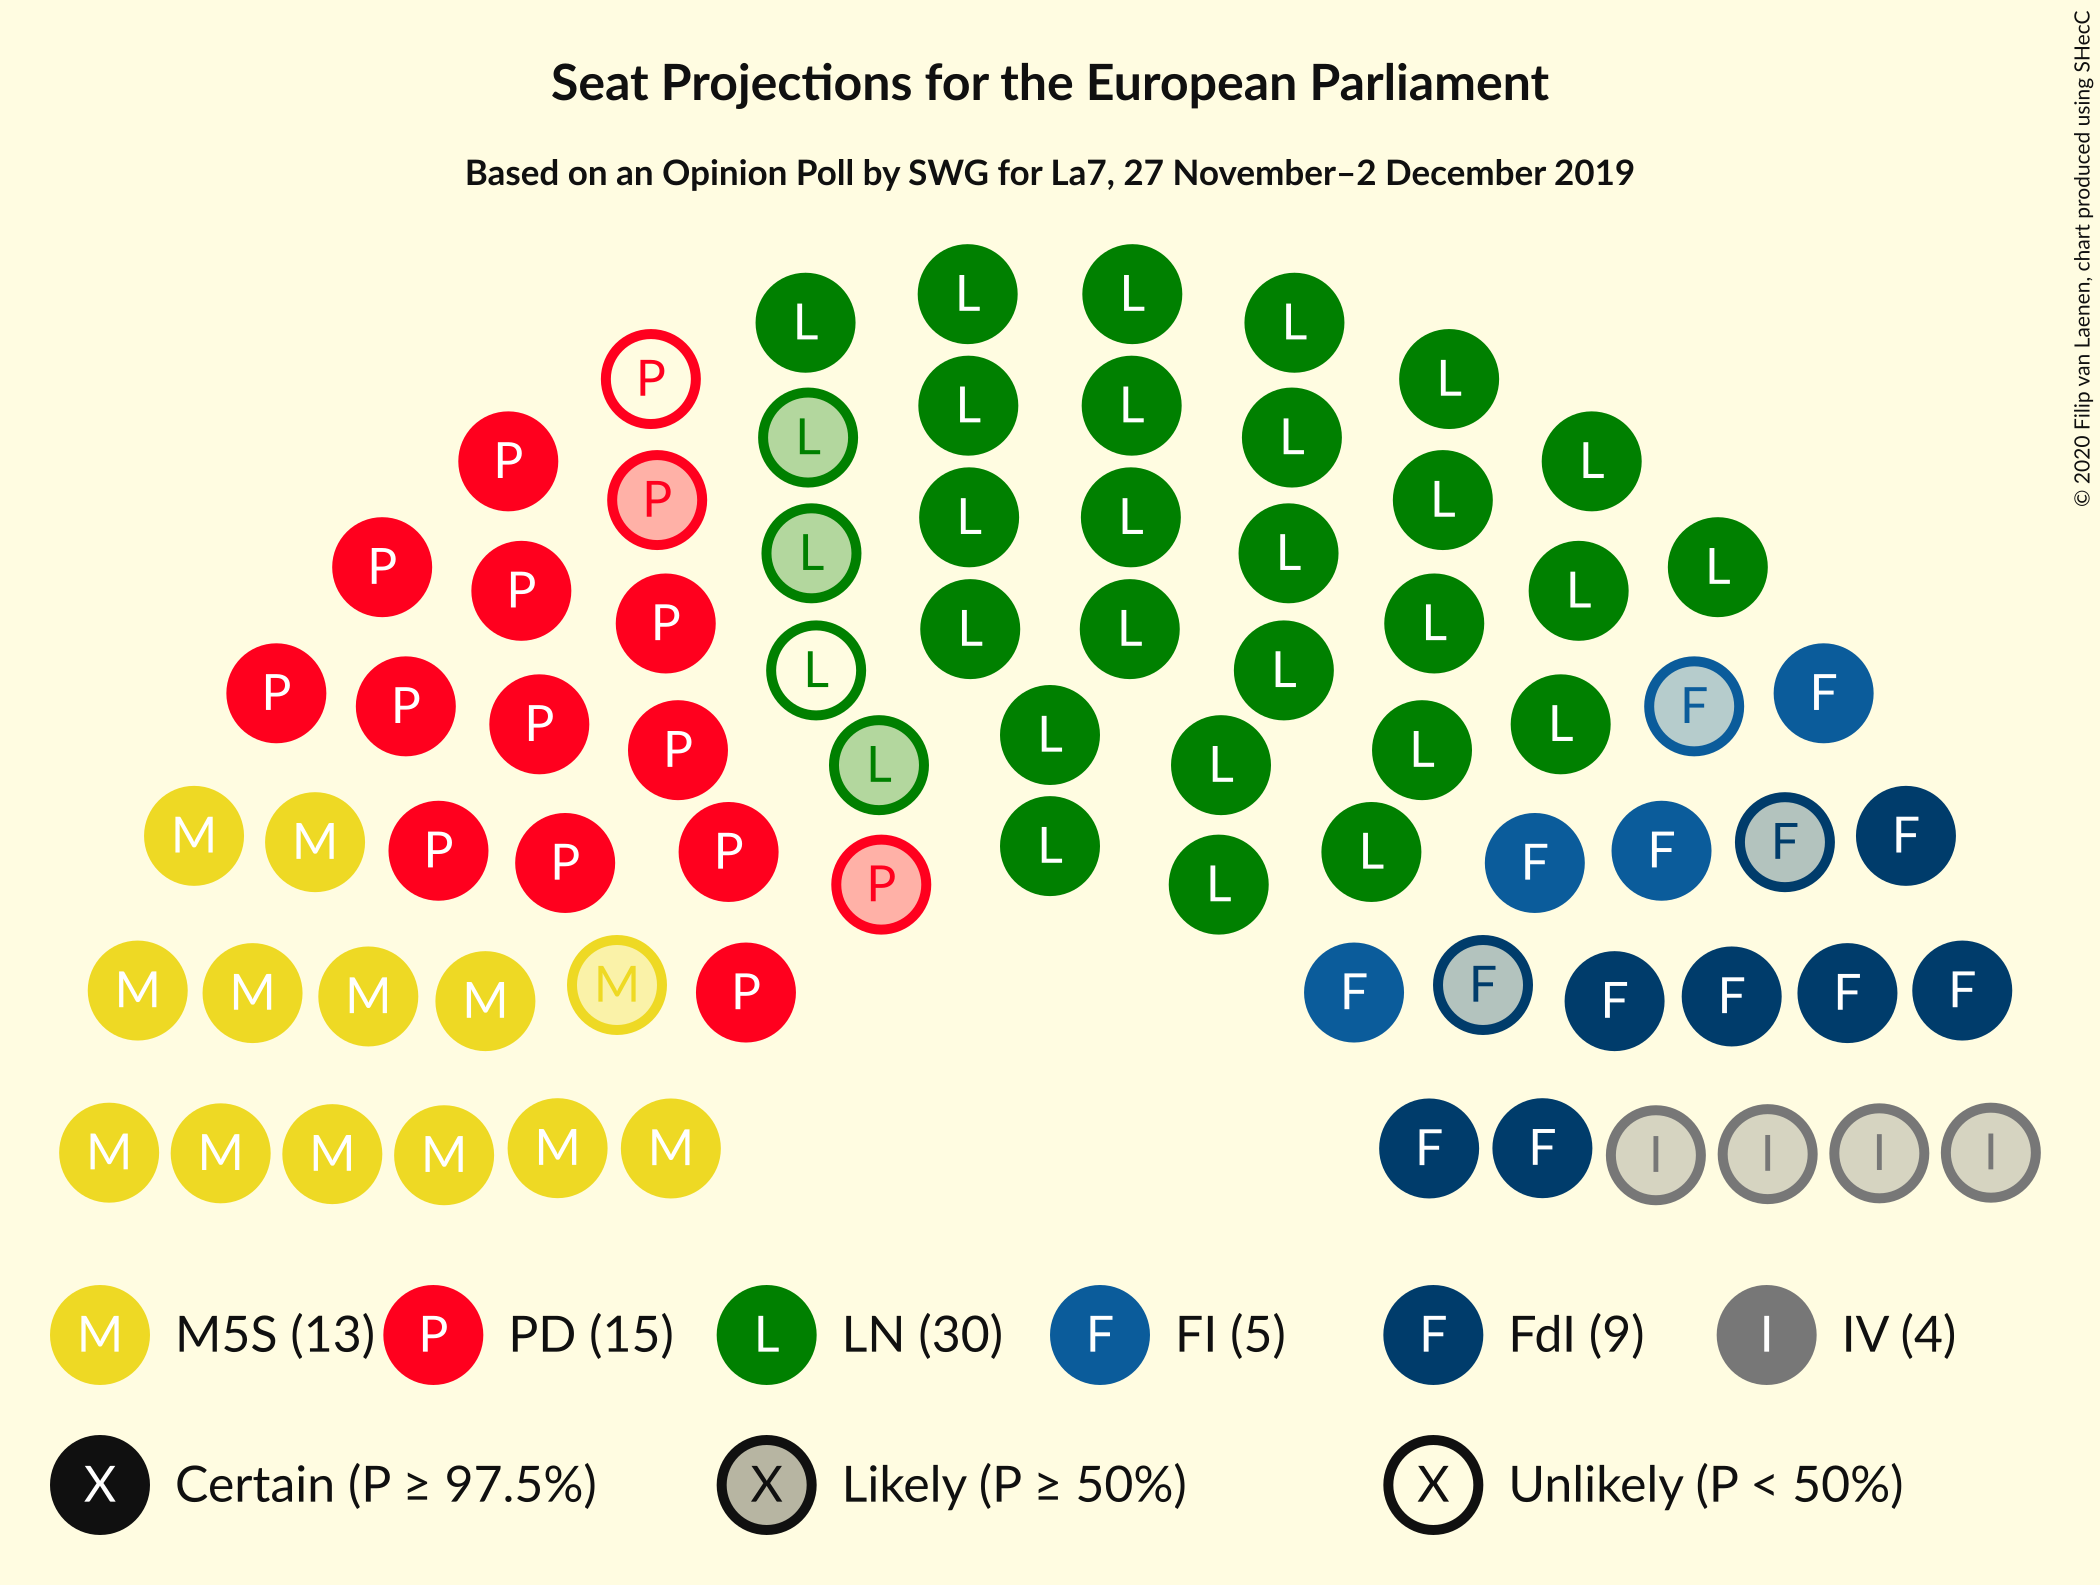 Seat Projections for the European Parliament
Based on an Opinion Poll by SWG for La7, 27 November–2 December 2019
© 2020 Filip van Laenen, chart produced using SHecC
L L
L L
P L
L L
L L
P L L
P P L L
L L
L L
P P L L
P P L L
L L
L L
P P L F F
P P L L
L
L L
M M P P P L L L F F F F
P L
M M M M M P F F F F F F
M M M M M M F F I I I I
M M5S (13) P PD (15) L LN (30) F FI (5) F FdI (9) I IV (4)
X Certain (P ≥ 97.5%) X Likely (P ≥ 50%) X Unlikely (P < 50%)